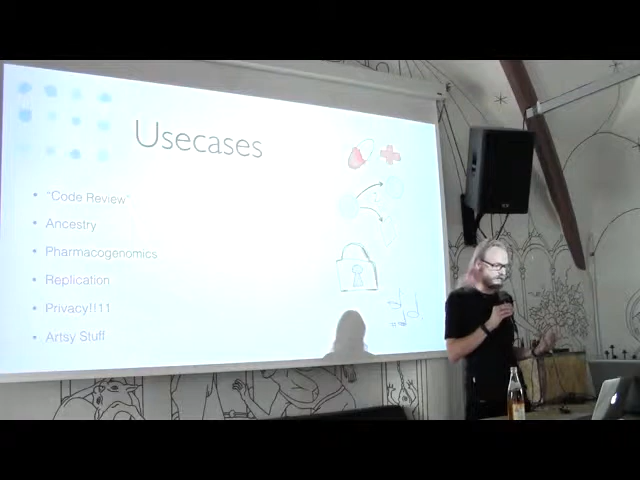 Usecases
• "Code Review"
• Ancestry
• Pharmacogenomics
• Replication
• Privacy!!11
• Artsy Stuff